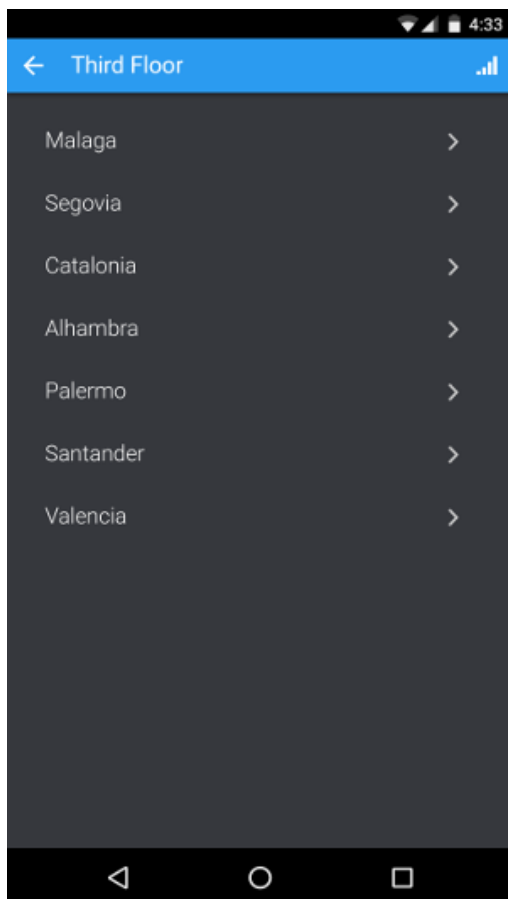 4:33
Third Floor
Malaga
Segovia
Catalonia
Alhambra
Palermo
Santander
Valencia